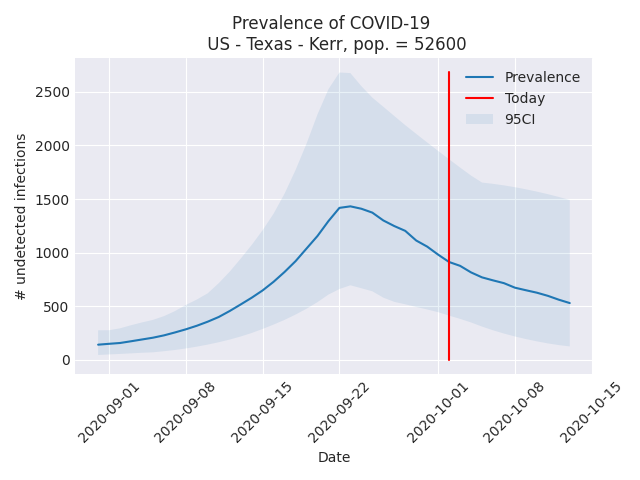 Prevalence of COVID-19
US - Texas - Kerr, pop. = 52600
Prevalence
Today
95CI
# undetected infections
2500
2000
1500
1000
500
0
2020-09-01
2020-09-08
2020-09-15
2020-09-22
2020-10-01
2020-10-08
2020-10-15
Date